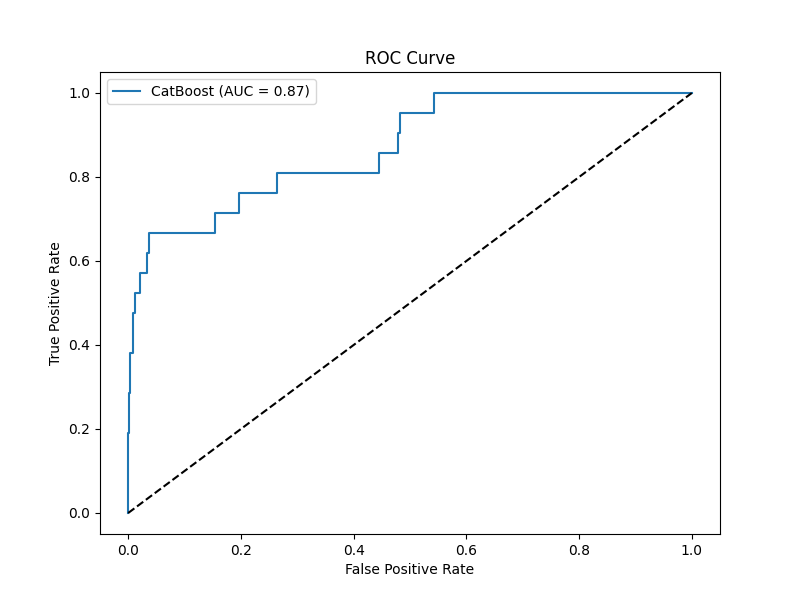 ROC Curve
CatBoost (AUC = 0.87)
1.0
0.8
0.6
0.4
0.2
0.0
True Positive Rate
0.0 0.2 0.4 0.6 0.8 1.0
False Positive Rate